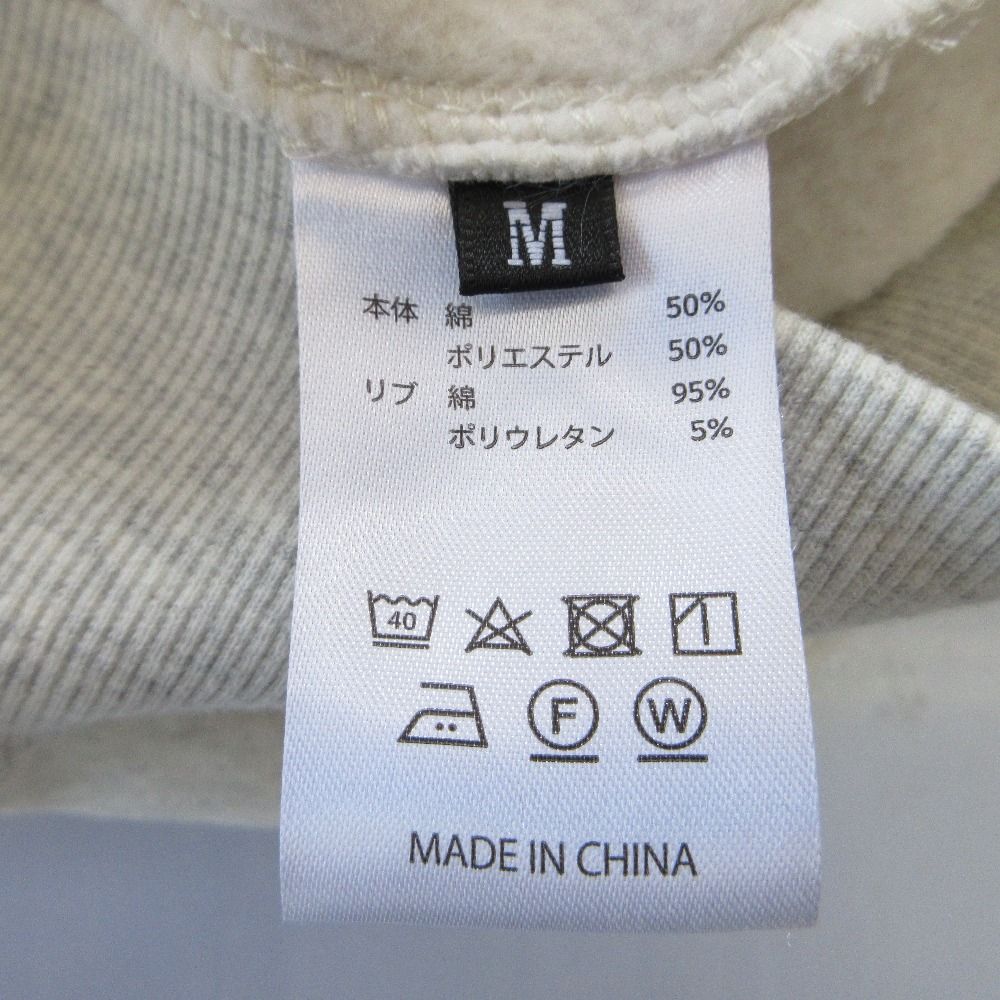 M
本体 綿 50%
ポリエステル 50%
リブ 綿 95%
ポリウレタン 5%
40
F W
MADE IN CHINA